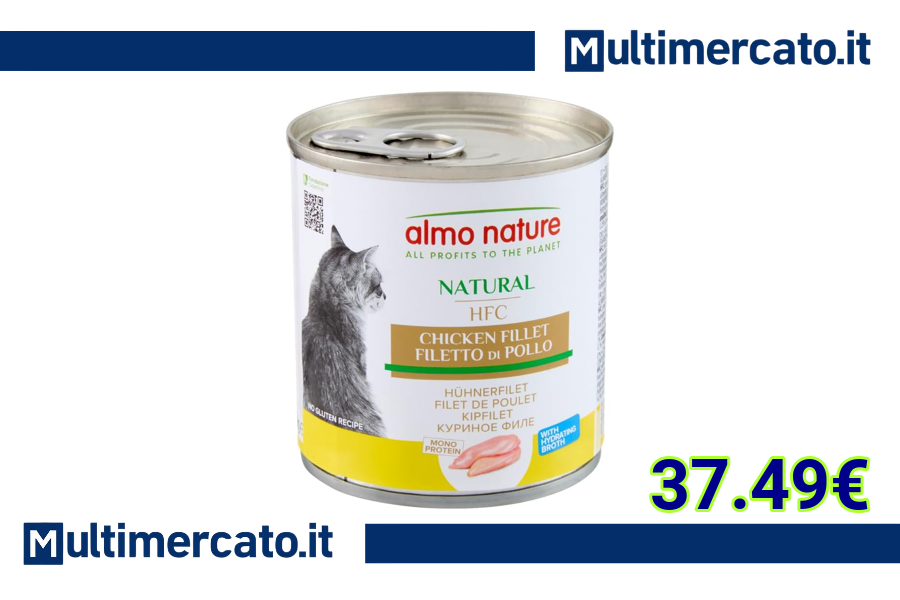 Multimercato.it
almo nature
ALL PROFITS TO THE PLANET
NATURAL
HFC
CHICKEN FILLET
FILETTO DI POLLO
HÜHNERFILET
FILET DE POULET
KIPFILET
КУРИНОЕ ФИЛЕ
NO GLUTEN RECIPE
MONO
PROTEIN
WITH
HYDRATING
BROTH
37.49€
Multimercato.it